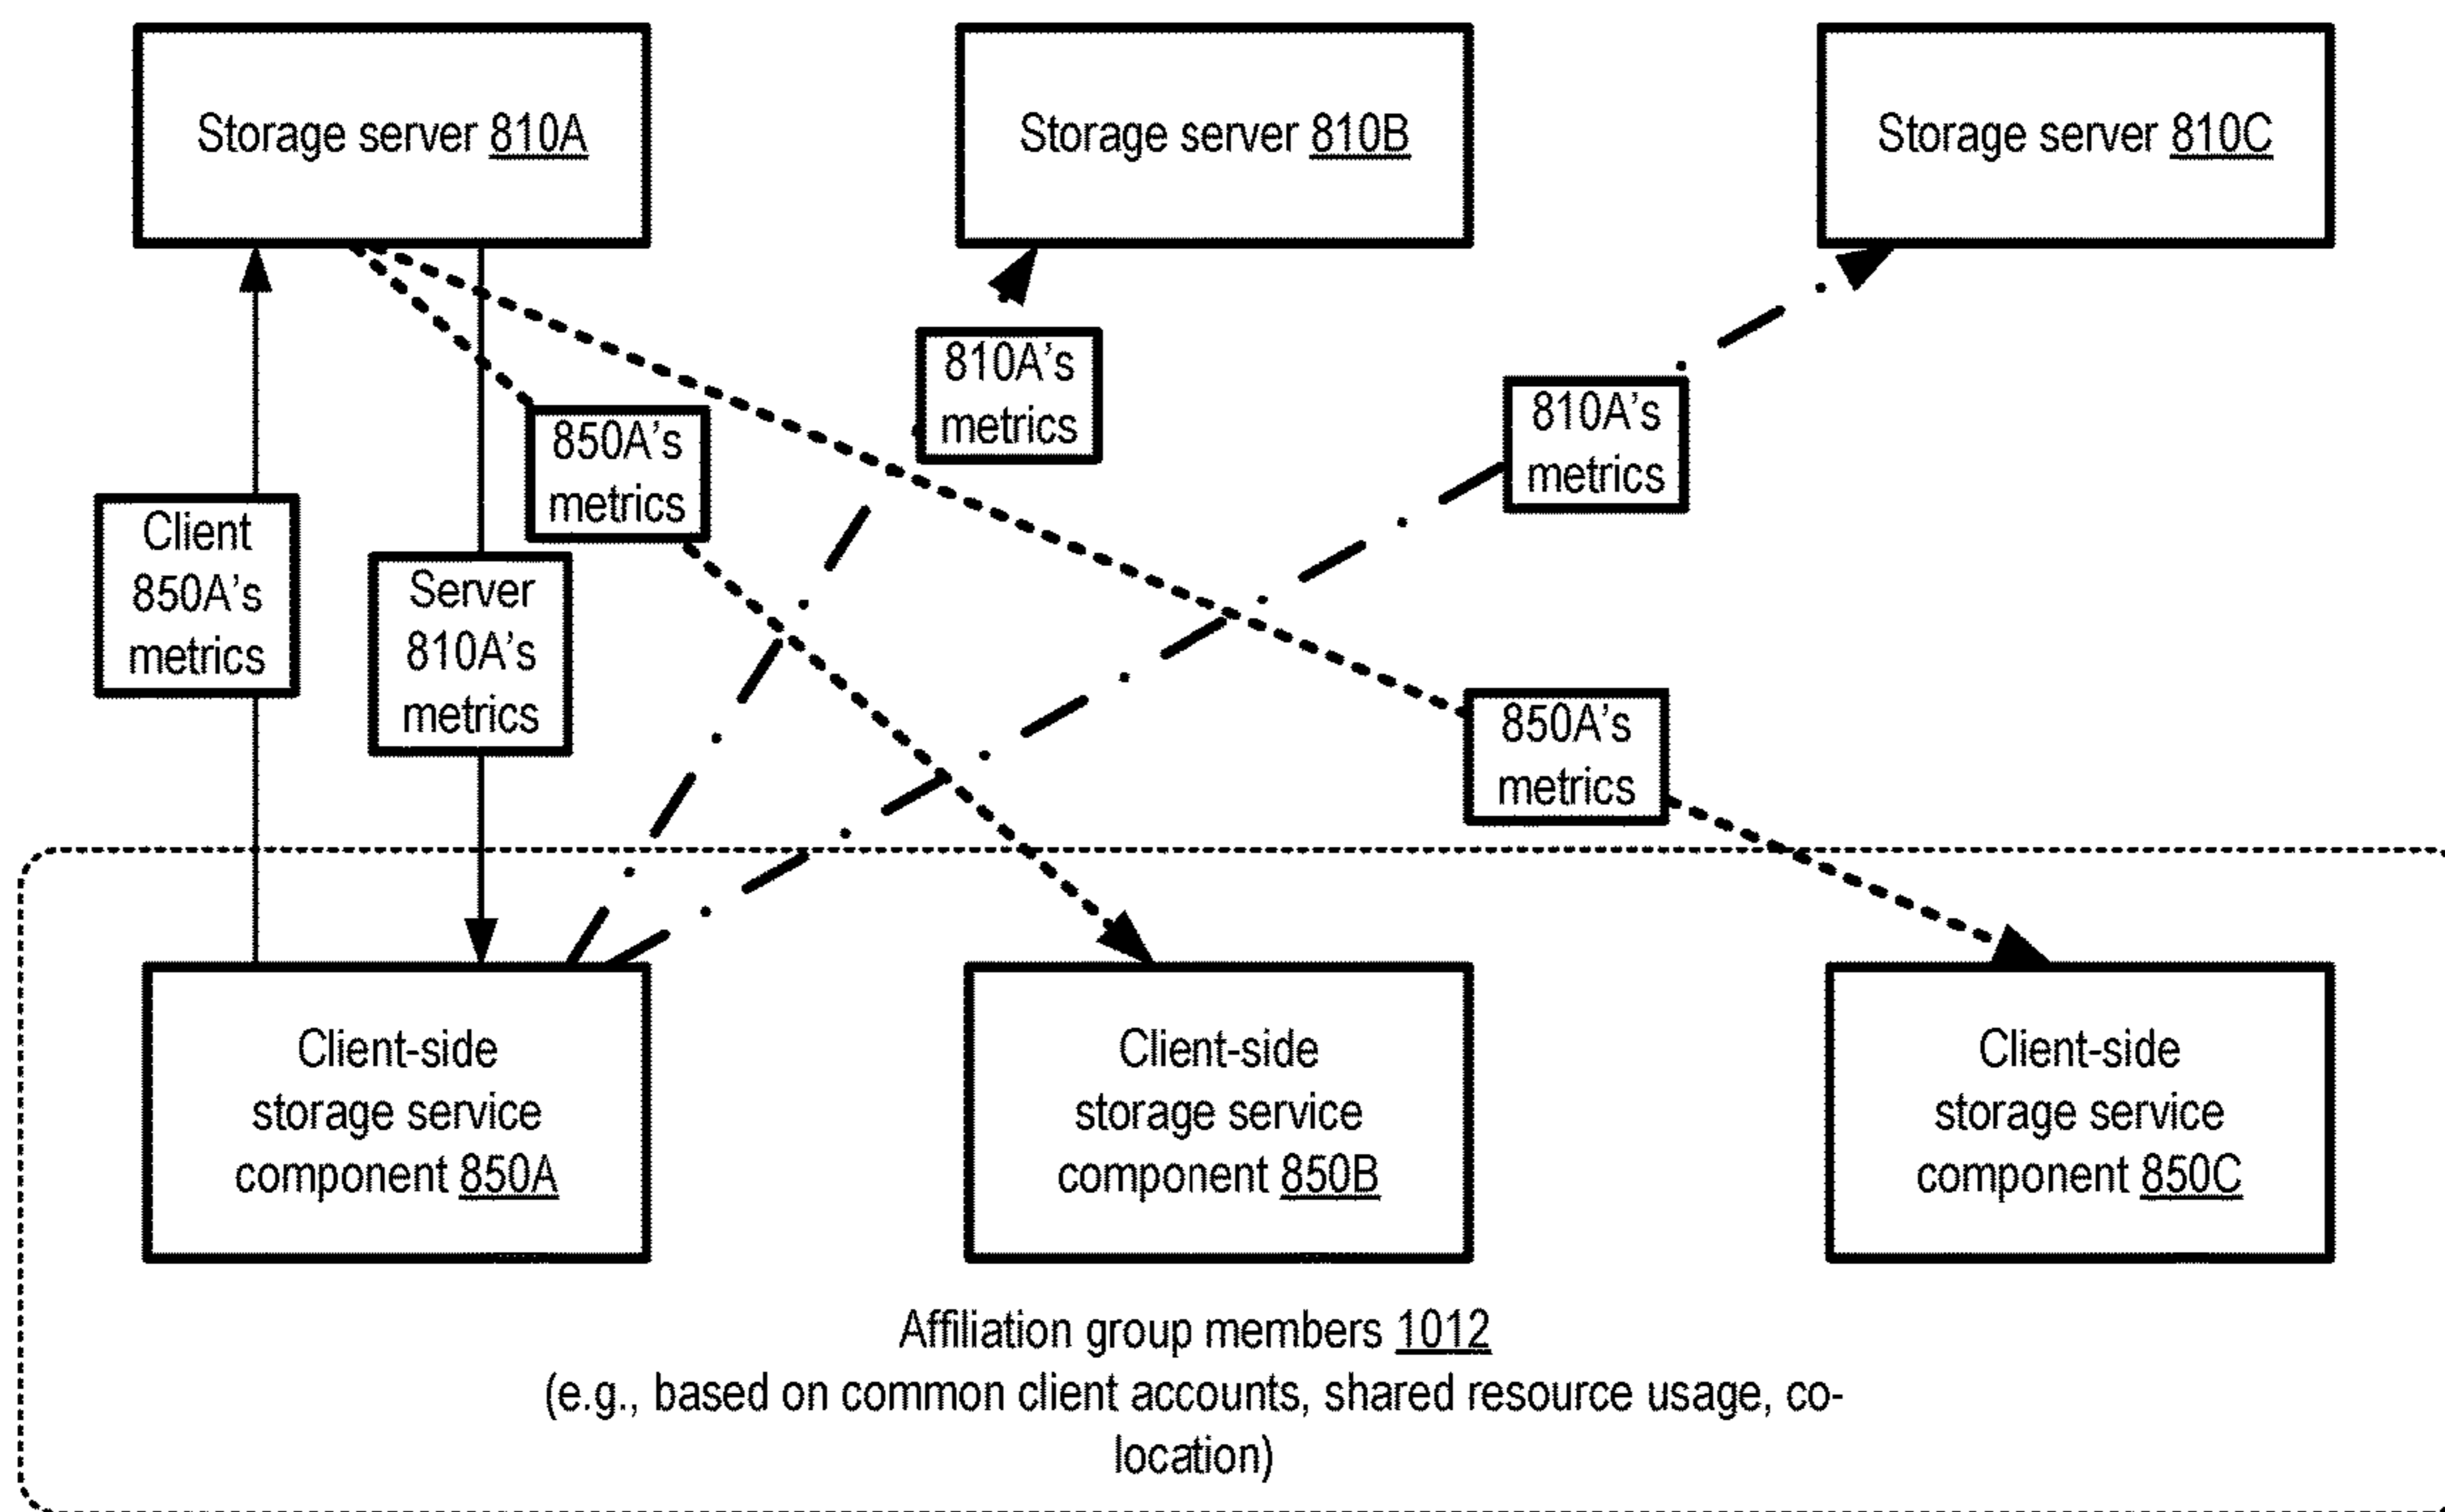 Storage server 810A
Storage server 810B
Storage server 810C
810A's
metrics
810A's
metrics
850A's
metrics
Client
850A's
metrics
Server
810A's
metrics
850A's
metrics
Client-side
storage service
component 850A
Client-side
storage service
component 850B
Client-side
storage service
component 850C
Affiliation group members 1012
(e.g., based on common client accounts, shared resource usage, co-
location)